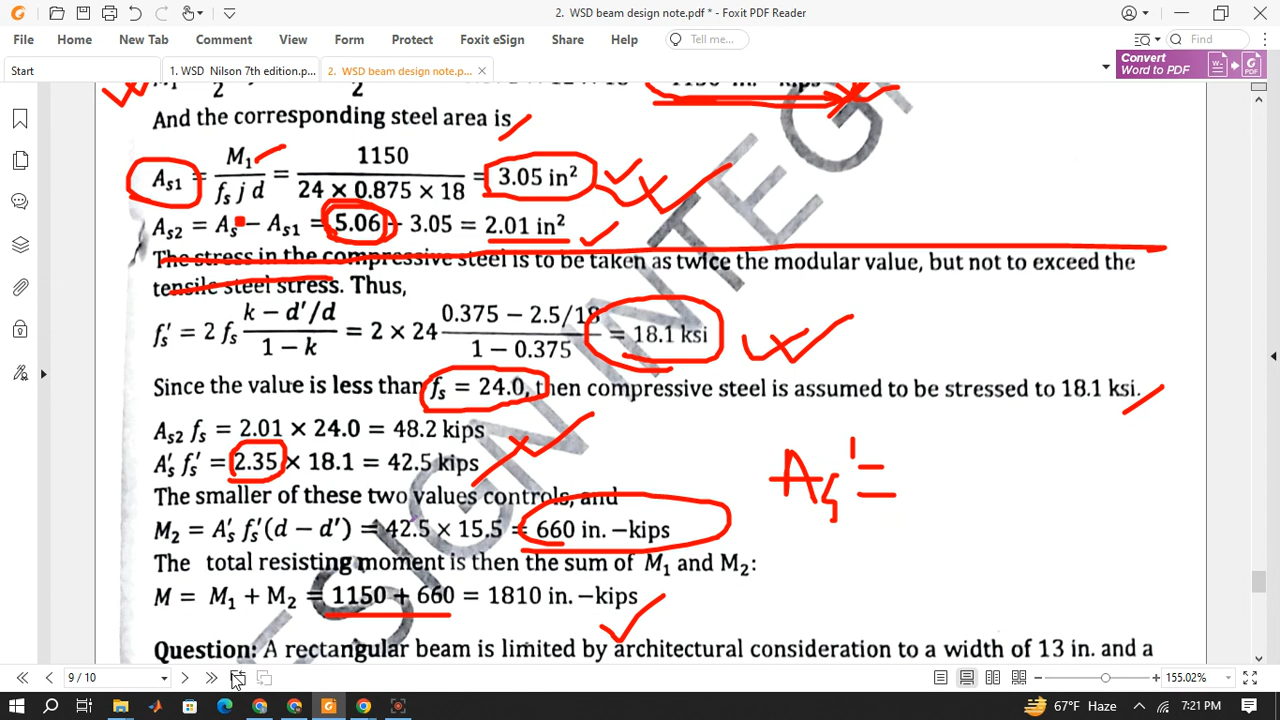 2. WSD beam design note.pdf * - Foxit PDF Reader
File Home New Tab Comment View Form Protect Foxit eSign Share Help Tell me... Find
Start 1. WSD Nilson 7th edition.p... 2. WSD beam design note.p...
Convert Word to PDF
And the corresponding steel area is
A_s1 = M_1 / (f_s j d) = 1150 / (24 × 0.875 × 18) = 3.05 in²
A_s2 = A_s − A_s1 = 5.06 − 3.05 = 2.01 in²
The stress in the compressive steel is to be taken as twice the modular value, but not to exceed the
tensile steel stress. Thus,
f_s′ = 2 f_s (k − d′/d) / (1 − k) = 2 × 24 (0.375 − 2.5/18) / (1 − 0.375) = 18.1 ksi
Since the value is less than f_s = 24.0, then compressive steel is assumed to be stressed to 18.1 ksi.
A_s2 f_s = 2.01 × 24.0 = 48.2 kips
A_s′ f_s′ = 2.35 × 18.1 = 42.5 kips
A_s′ =
The smaller of these two values controls, and
M_2 = A_s′ f_s′(d − d′) = 42.5 × 15.5 = 660 in. −kips
The total resisting moment is then the sum of M_1 and M_2:
M = M_1 + M_2 = 1150 + 660 = 1810 in. −kips
Question: A rectangular beam is limited by architectural consideration to a width of 13 in. and a
9 / 10 155.02%
67°F Haze 7:21 PM